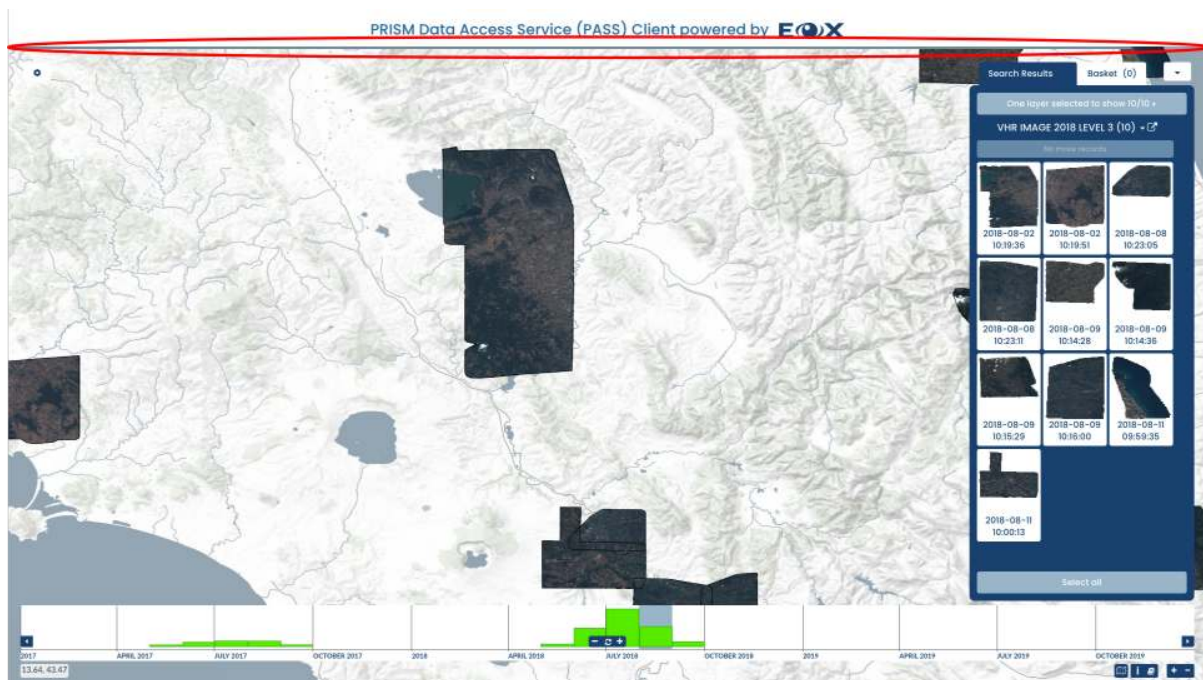 PRISM Data Access Service (PASS) Client powered by EOX
Search Results
Basket (0)
One layer selected to show 10/10
VHR IMAGE 2018 LEVEL 3 (10)
No more records
2018-08-02
10:19:36
2018-08-02
10:19:51
2018-08-08
10:23:05
2018-08-08
10:23:11
2018-08-09
10:14:28
2018-08-09
10:14:36
2018-08-09
10:15:29
2018-08-09
10:16:00
2018-08-11
09:59:35
2018-08-11
10:00:13
Select all
2017
APRIL 2017
JULY 2017
OCTOBER 2017
2018
APRIL 2018
JULY 2018
OCTOBER 2018
2019
APRIL 2019
JULY 2019
OCTOBER 2019
13.64, 43.47